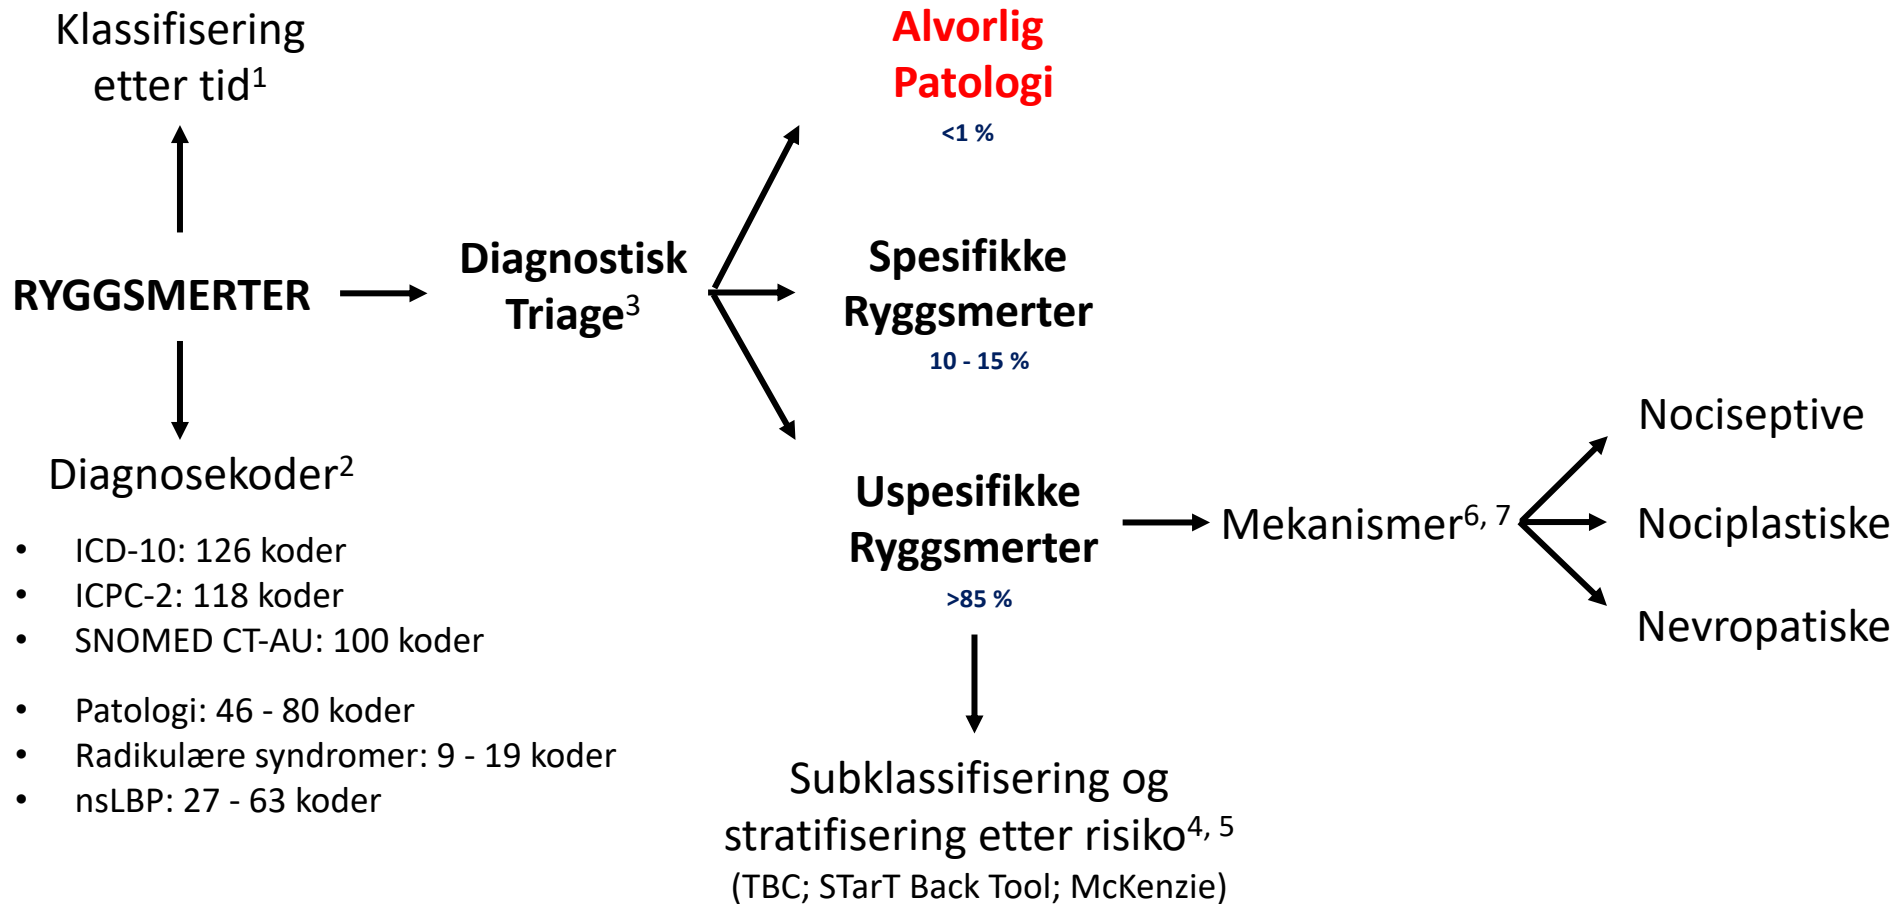 Klassifisering
etter tid1
RYGGSMERTER
Diagnosekoder2
• ICD-10: 126 koder
• ICPC-2: 118 koder
• SNOMED CT-AU: 100 koder
• Patologi: 46 - 80 koder
• Radikulære syndromer: 9 - 19 koder
• nsLBP: 27 - 63 koder
Diagnostisk
Triage3
Alvorlig
Patologi
<1 %
Spesifikke
Ryggsmerter
10 - 15 %
Uspesifikke
Ryggsmerter
>85 %
Subklassifisering og
stratifisering etter risiko4, 5
(TBC; STarT Back Tool; McKenzie)
Mekanismer6, 7
Nociseptive
Nociplastiske
Nevropatiske